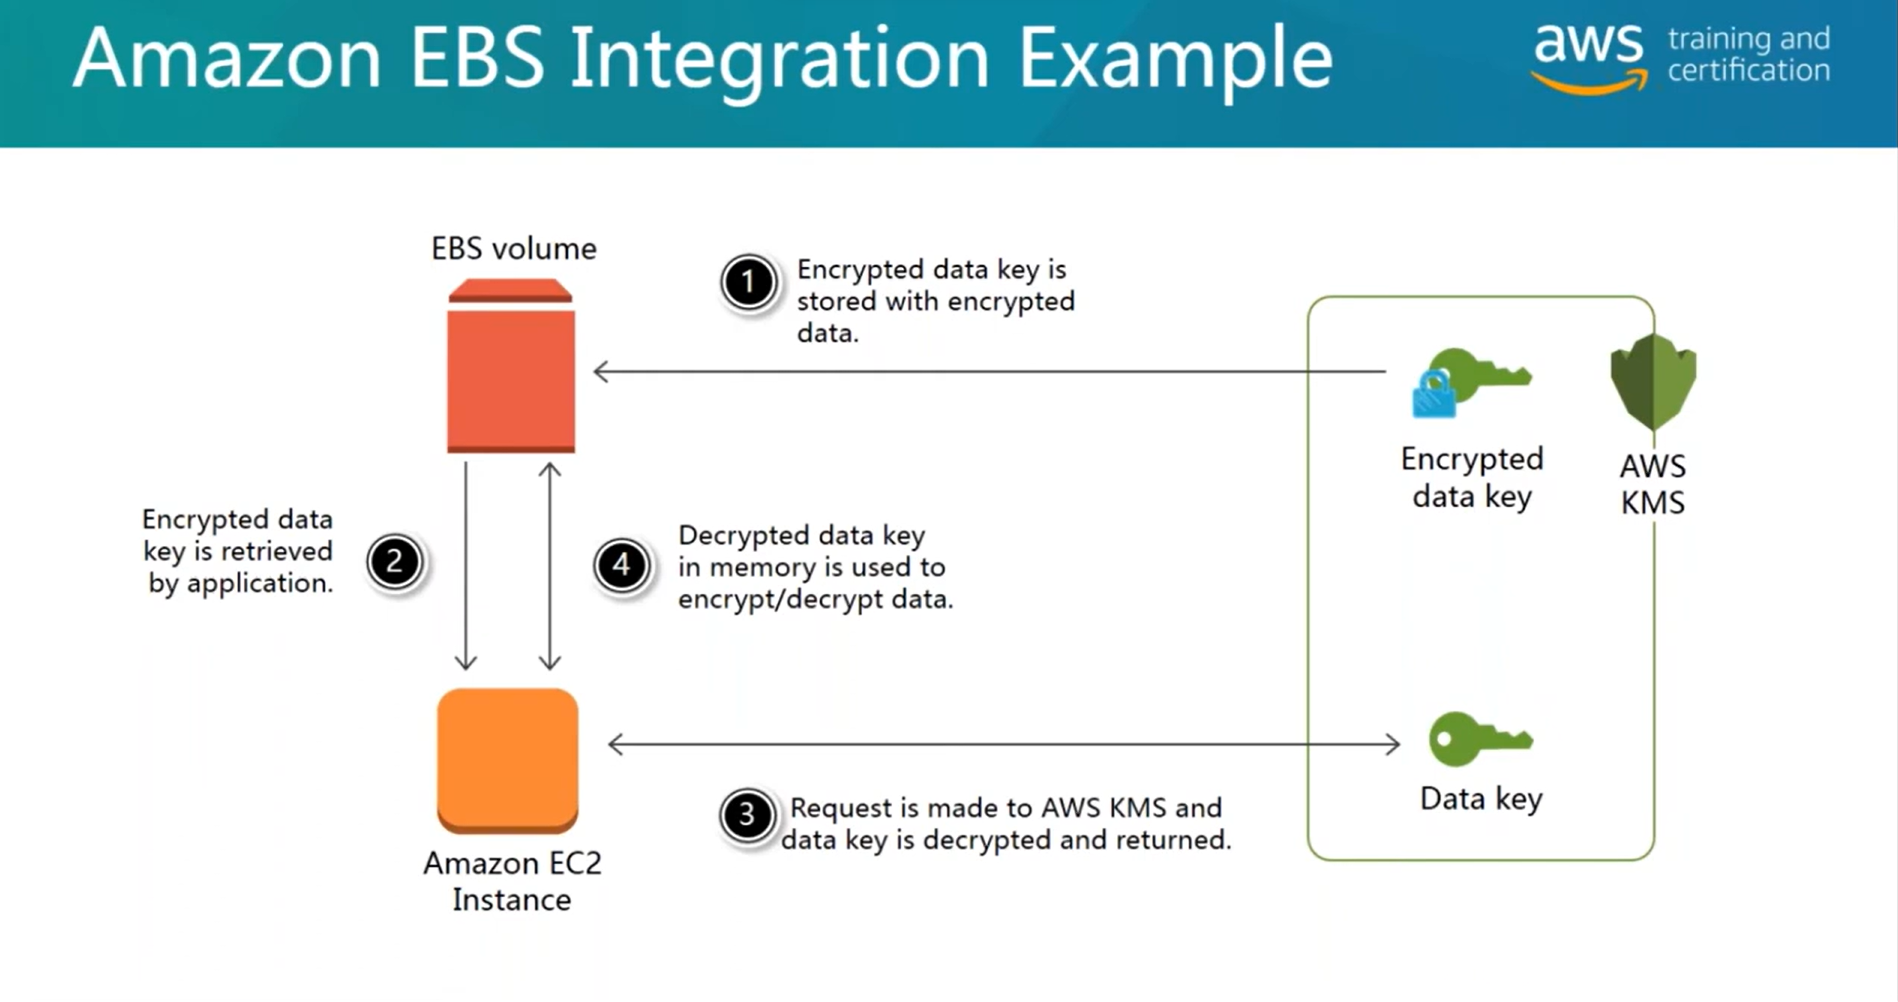 Amazon EBS Integration Example
aws
training and
certification
EBS volume
1
Encrypted data key is
stored with encrypted
data.
Encrypted
data key
AWS
KMS
Encrypted data
key is retrieved
by application.
2
4
Decrypted data key
in memory is used to
encrypt/decrypt data.
Data key
3
Request is made to AWS KMS and
data key is decrypted and returned.
Amazon EC2
Instance